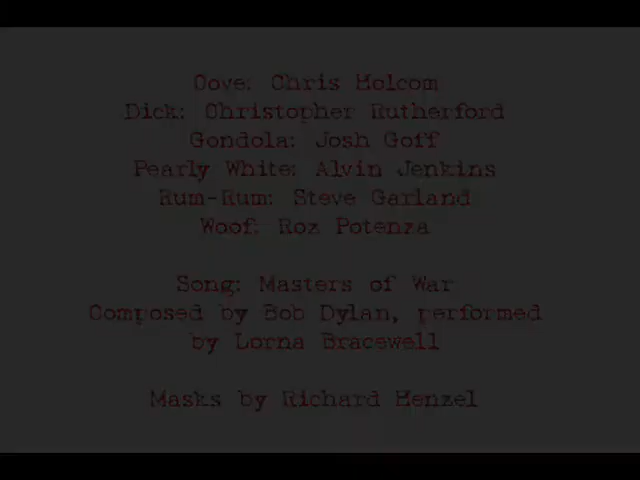 Oove: Chris Holcom
Dick: Christopher Rutherford
Gondola: Josh Goff
Pearly White: Alvin Jenkins
Rum-Rum: Steve Garland
Woof: Roz Potenza
Song: Masters of War
Composed by Bob Dylan, performed
by Lorna Bracewell
Masks by Richard Henzel